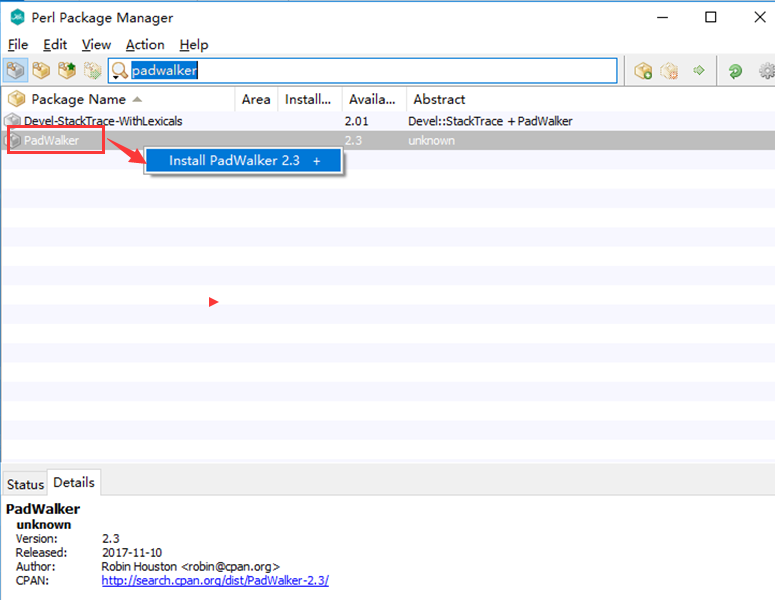 Perl Package Manager
File Edit View Action Help
padwalker
Package Name Area Install... Availa... Abstract
Devel-StackTrace-WithLexicals 2.01 Devel::StackTrace + PadWalker
PadWalker 2.3 unknown
Install PadWalker 2.3 +
Status Details
PadWalker
unknown
Version: 2.3
Released: 2017-11-10
Author: Robin Houston <robin@cpan.org>
CPAN: http://search.cpan.org/dist/PadWalker-2.3/